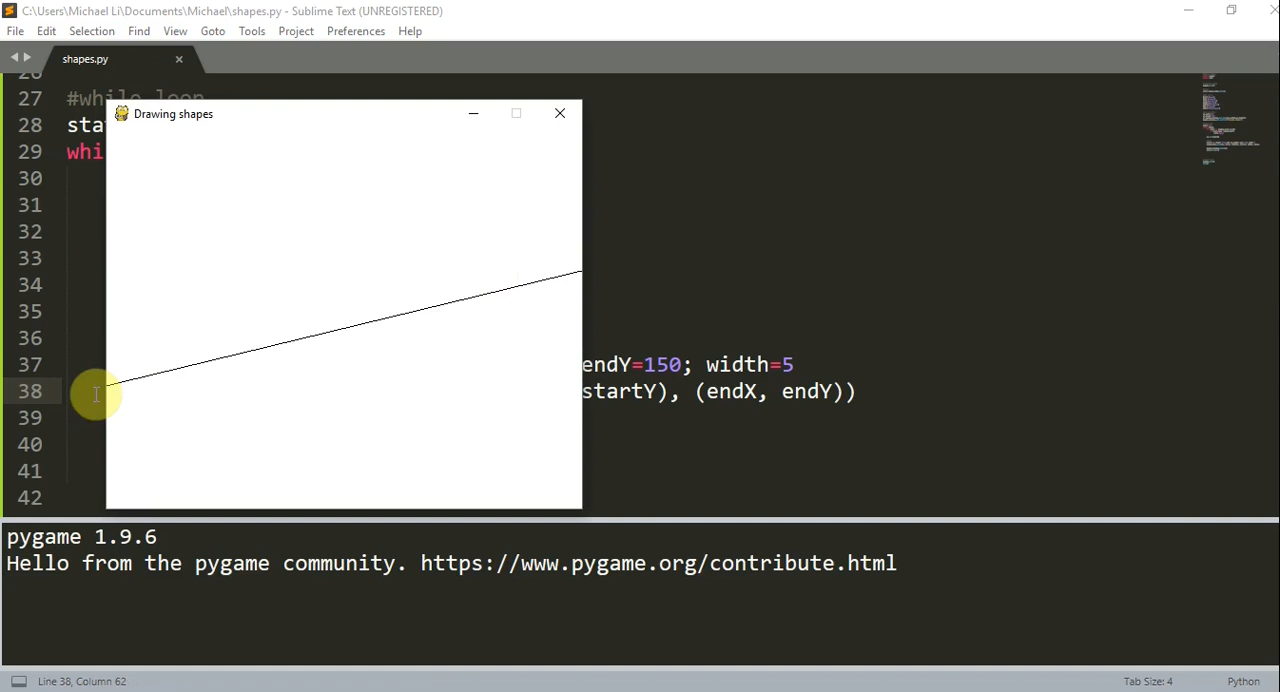 C:\Users\Michael Li\Documents\Michael\shapes.py - Sublime Text (UNREGISTERED)
File Edit Selection Find View Goto Tools Project Preferences Help
shapes.py
26
27 #while loop
28 sta
29 whi
Drawing shapes
30
31
32
33
34
35
36
37 endY=150; width=5
38 startY), (endX, endY))
39
40
41
42
pygame 1.9.6
Hello from the pygame community. https://www.pygame.org/contribute.html
Line 38, Column 62 Tab Size: 4 Python